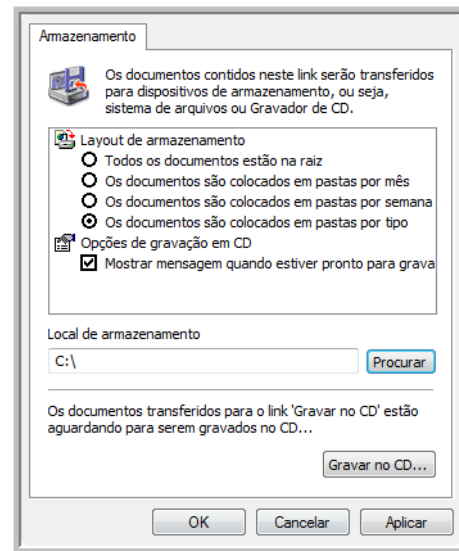 Armazenamento
Os documentos contidos neste link serão transferidos
para dispositivos de armazenamento, ou seja,
sistema de arquivos ou Gravador de CD.
Layout de armazenamento
Todos os documentos estão na raiz
Os documentos são colocados em pastas por mês
Os documentos são colocados em pastas por semana
Os documentos são colocados em pastas por tipo
Opções de gravação em CD
Mostrar mensagem quando estiver pronto para grava
Local de armazenamento
C:\
Procurar
Os documentos transferidos para o link 'Gravar no CD' estão
aguardando para serem gravados no CD...
Gravar no CD...
OK Cancelar Aplicar